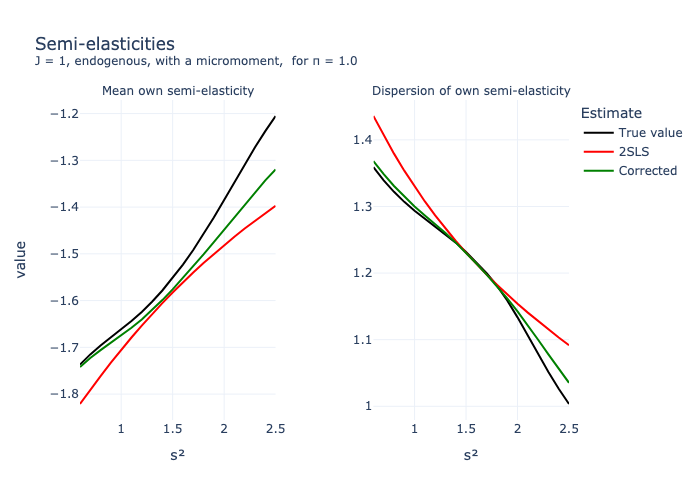 Semi-elasticities
J = 1, endogenous, with a micromoment,  for π = 1.0
Mean own semi-elasticity
Dispersion of own semi-elasticity
Estimate
True value
2SLS
Corrected
value
−1.2
−1.3
−1.4
−1.5
−1.6
−1.7
−1.8
1
1.5
2
2.5
s²
1.4
1.3
1.2
1.1
1
1
1.5
2
2.5
s²